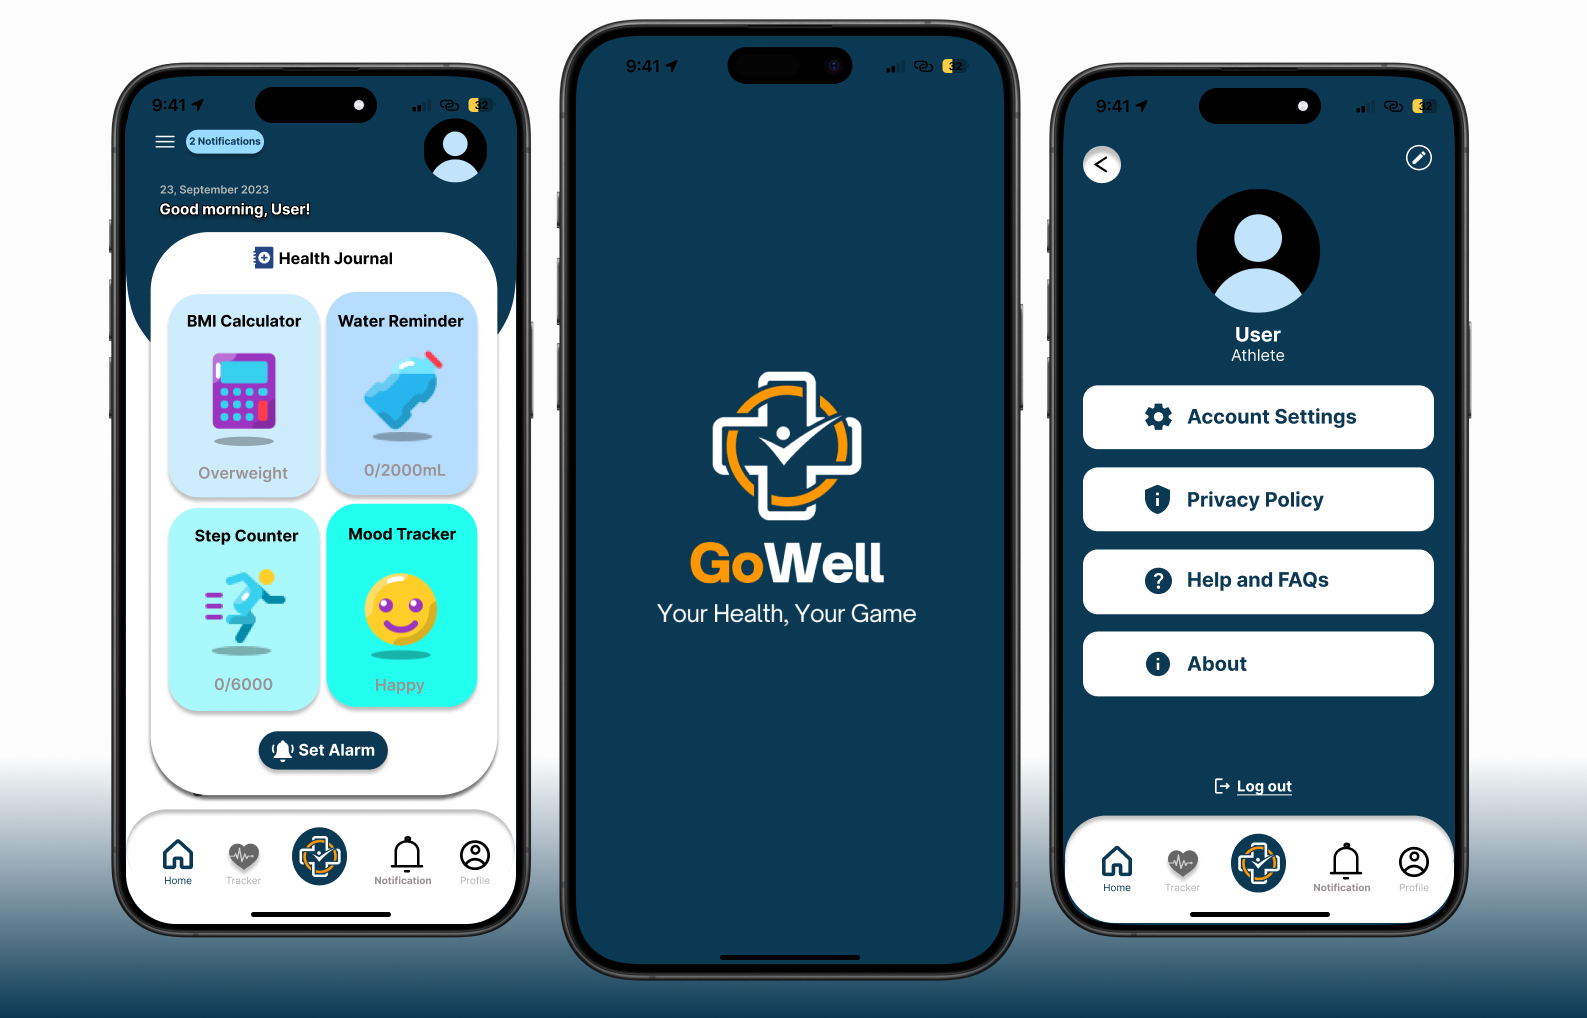 9:41
32
2 Notifications
23, September 2023
Good morning, User!
Health Journal
BMI Calculator
Overweight
Water Reminder
0/2000mL
Step Counter
0/6000
Mood Tracker
Happy
Set Alarm
Home
Tracker
Notification
Profile
9:41
32
GoWell
Your Health, Your Game
9:41
32
User
Athlete
Account Settings
Privacy Policy
Help and FAQs
About
Log out
Home
Tracker
Notification
Profile